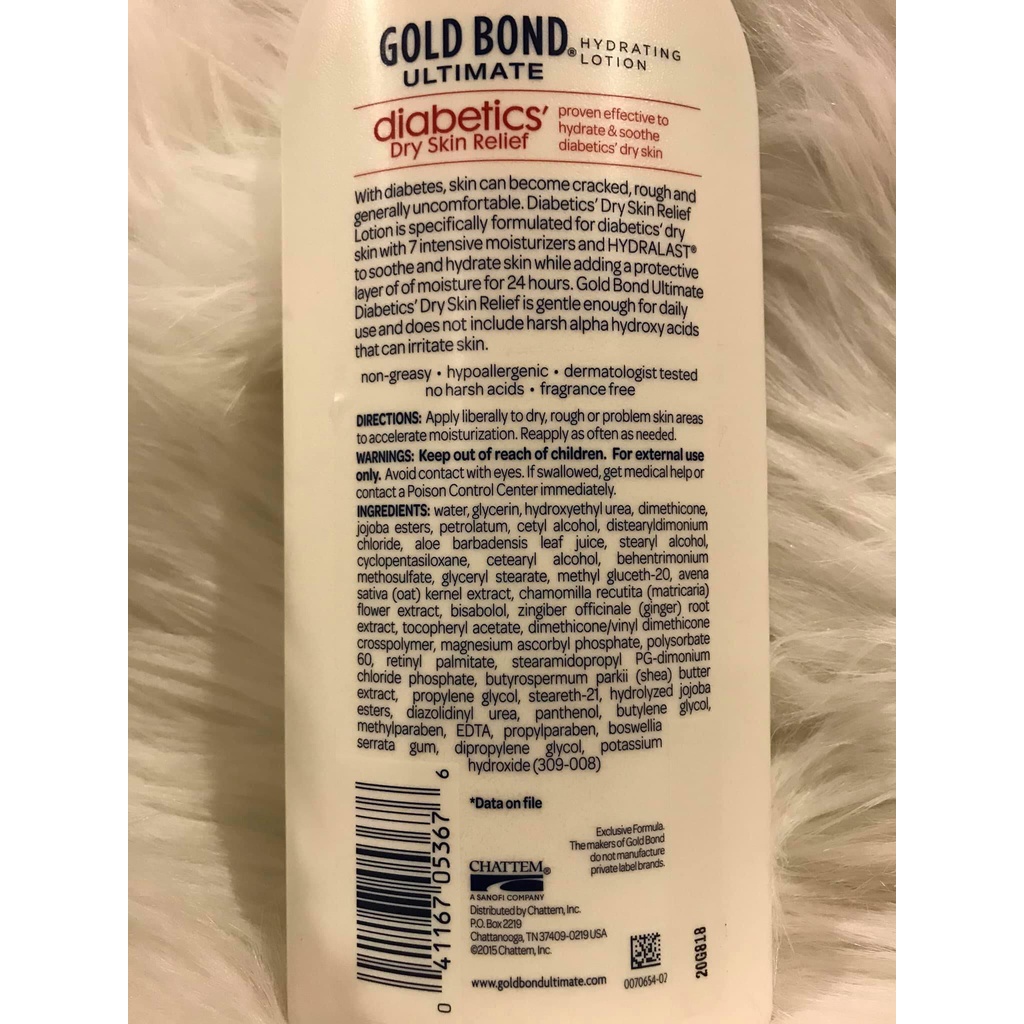 GOLD BOND® HYDRATING
ULTIMATE LOTION
diabetics'
Dry Skin Relief
proven effective to
hydrate & soothe
diabetics' dry skin
With diabetes, skin can become cracked, rough and
generally uncomfortable. Diabetics' Dry Skin Relief
Lotion is specifically formulated for diabetics' dry
skin with 7 intensive moisturizers and HYDRALAST®
to soothe and hydrate skin while adding a protective
layer of of moisture for 24 hours. Gold Bond Ultimate
Diabetics' Dry Skin Relief is gentle enough for daily
use and does not include harsh alpha hydroxy acids
that can irritate skin.
non-greasy • hypoallergenic • dermatologist tested
no harsh acids • fragrance free
DIRECTIONS: Apply liberally to dry, rough or problem skin areas
to accelerate moisturization. Reapply as often as needed.
WARNINGS: Keep out of reach of children. For external use
only. Avoid contact with eyes. If swallowed, get medical help or
contact a Poison Control Center immediately.
INGREDIENTS: water, glycerin, hydroxyethyl urea, dimethicone,
jojoba esters, petrolatum, cetyl alcohol, distearyldimonium
chloride, aloe barbadensis leaf juice, stearyl alcohol,
cyclopentasiloxane, cetearyl alcohol, behentrimonium
methosulfate, glyceryl stearate, methyl gluceth-20, avena
sativa (oat) kernel extract, chamomilla recutita (matricaria)
flower extract, bisabolol, zingiber officinale (ginger) root
extract, tocopheryl acetate, dimethicone/vinyl dimethicone
crosspolymer, magnesium ascorbyl phosphate, polysorbate
60, retinyl palmitate, stearamidopropyl PG-dimonium
chloride phosphate, butyrospermum parkii (shea) butter
extract, propylene glycol, steareth-21, hydrolyzed jojoba
esters, diazolidinyl urea, panthenol, butylene glycol,
methylparaben, EDTA, propylparaben, boswellia
serrata gum, dipropylene glycol, potassium
hydroxide (309-008)
*Data on file
Exclusive Formula.
The makers of Gold Bond
do not manufacture
private label brands.
CHATTEM®
A SANOFI COMPANY
Distributed by Chattem, Inc.
P.O. Box 2219
Chattanooga, TN 37409-0219 USA
©2015 Chattem, Inc.
www.goldbondultimate.com
0070654-02
20G818
0 41167 05367 6